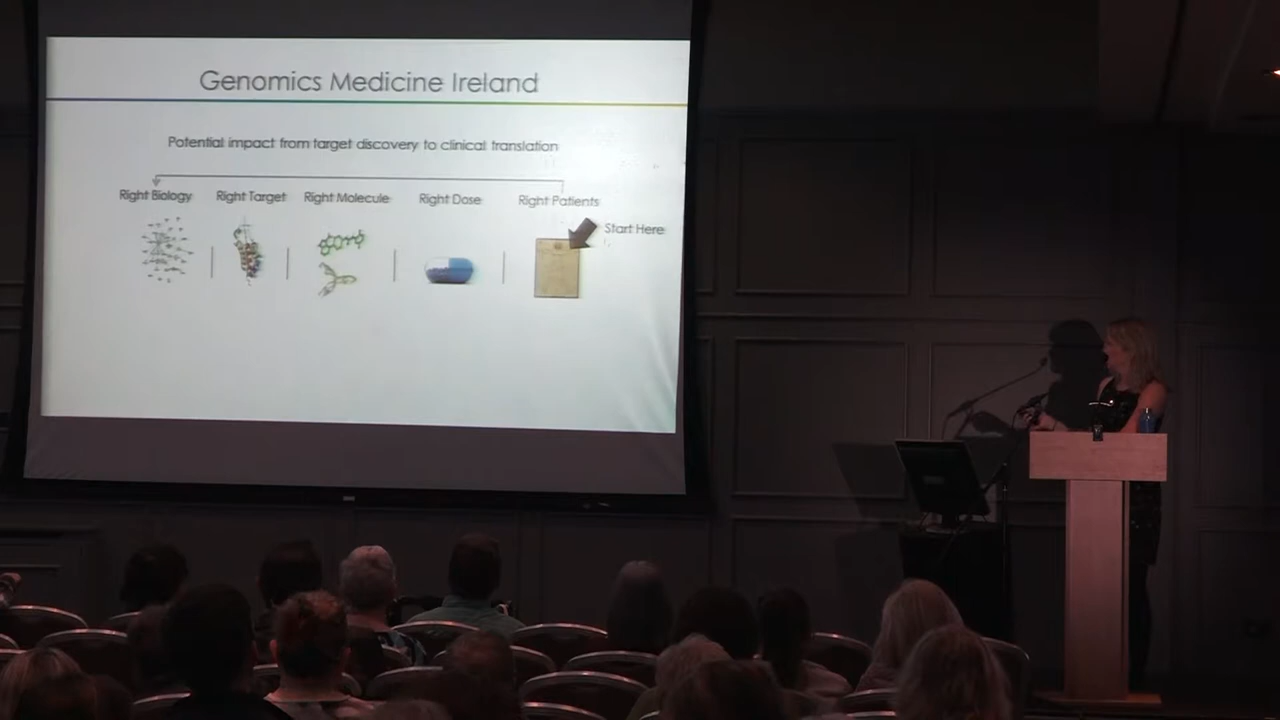 Genomics Medicine Ireland
Potential impact from target discovery to clinical translation
Right Biology Right Target Right Molecule Right Dose Right Patients
Start Here